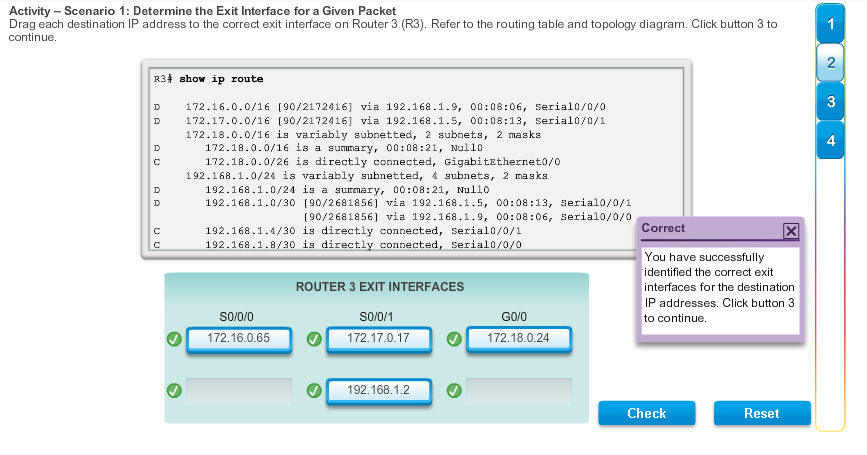 Activity – Scenario 1: Determine the Exit Interface for a Given Packet
Drag each destination IP address to the correct exit interface on Router 3 (R3). Refer to the routing table and topology diagram. Click button 3 to
continue.
1
2
3
4
R3# show ip route
D 172.16.0.0/16 [90/2172416] via 192.168.1.9, 00:08:06, Serial0/0/0
D 172.17.0.0/16 [90/2172416] via 192.168.1.5, 00:08:13, Serial0/0/1
172.18.0.0/16 is variably subnetted, 2 subnets, 2 masks
D 172.18.0.0/16 is a summary, 00:08:21, Null0
C 172.18.0.0/26 is directly connected, GigabitEthernet0/0
192.168.1.0/24 is variably subnetted, 4 subnets, 2 masks
D 192.168.1.0/24 is a summary, 00:08:21, Null0
D 192.168.1.0/30 [90/2681856] via 192.168.1.5, 00:08:13, Serial0/0/1
[90/2681856] via 192.168.1.9, 00:08:06, Serial0/0/0
C 192.168.1.4/30 is directly connected, Serial0/0/1
C 192.168.1.8/30 is directly connected, Serial0/0/0
Correct
You have successfully
identified the correct exit
interfaces for the destination
IP addresses. Click button 3
to continue.
ROUTER 3 EXIT INTERFACES
S0/0/0 S0/0/1 G0/0
172.16.0.65 172.17.0.17 172.18.0.24
192.168.1.2
Check Reset